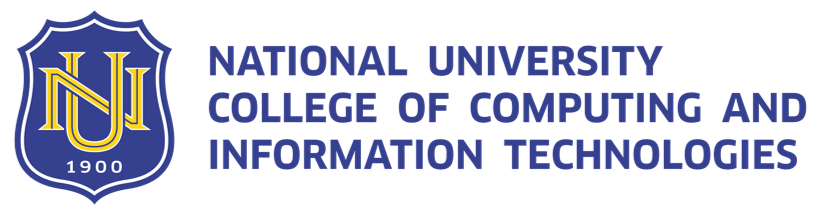 NU
1900
NATIONAL UNIVERSITY
COLLEGE OF COMPUTING AND
INFORMATION TECHNOLOGIES